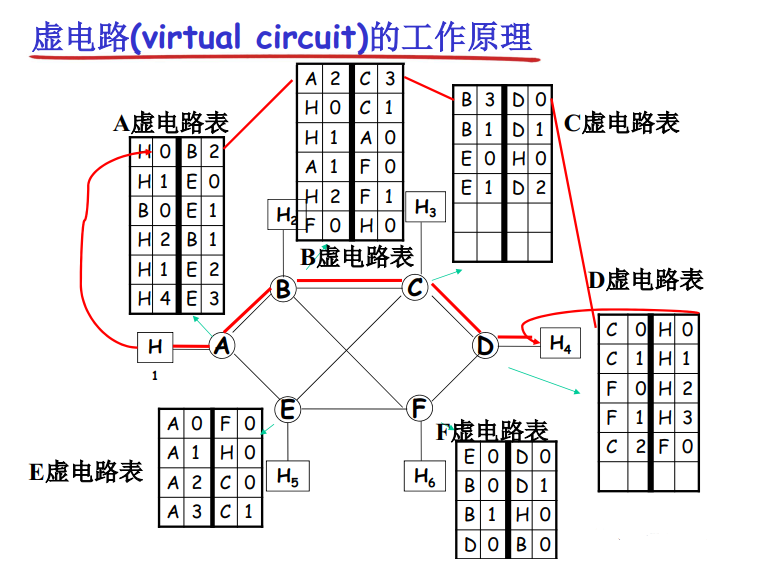 虚电路(virtual circuit)的工作原理
A虚电路表
H 0 B 2
H 1 E 0
B 0 E 1
H 2 B 1
H 1 E 2
H 4 E 3
A 2 C 3
H 0 C 1
H 1 A 0
A 1 F 0
H 2 F 1
F 0 H 0
B虚电路表
B 3 D 0
B 1 D 1
E 0 H 0
E 1 D 2
C虚电路表
H2
H3
B
C
D虚电路表
C 0 H 0
C 1 H 1
F 0 H 2
F 1 H 3
C 2 F 0
H
1
A
D
H4
E
F
E虚电路表
A 0 F 0
A 1 H 0
A 2 C 0
A 3 C 1
H5
H6
F虚电路表
E 0 D 0
B 0 D 1
B 1 H 0
D 0 B 0